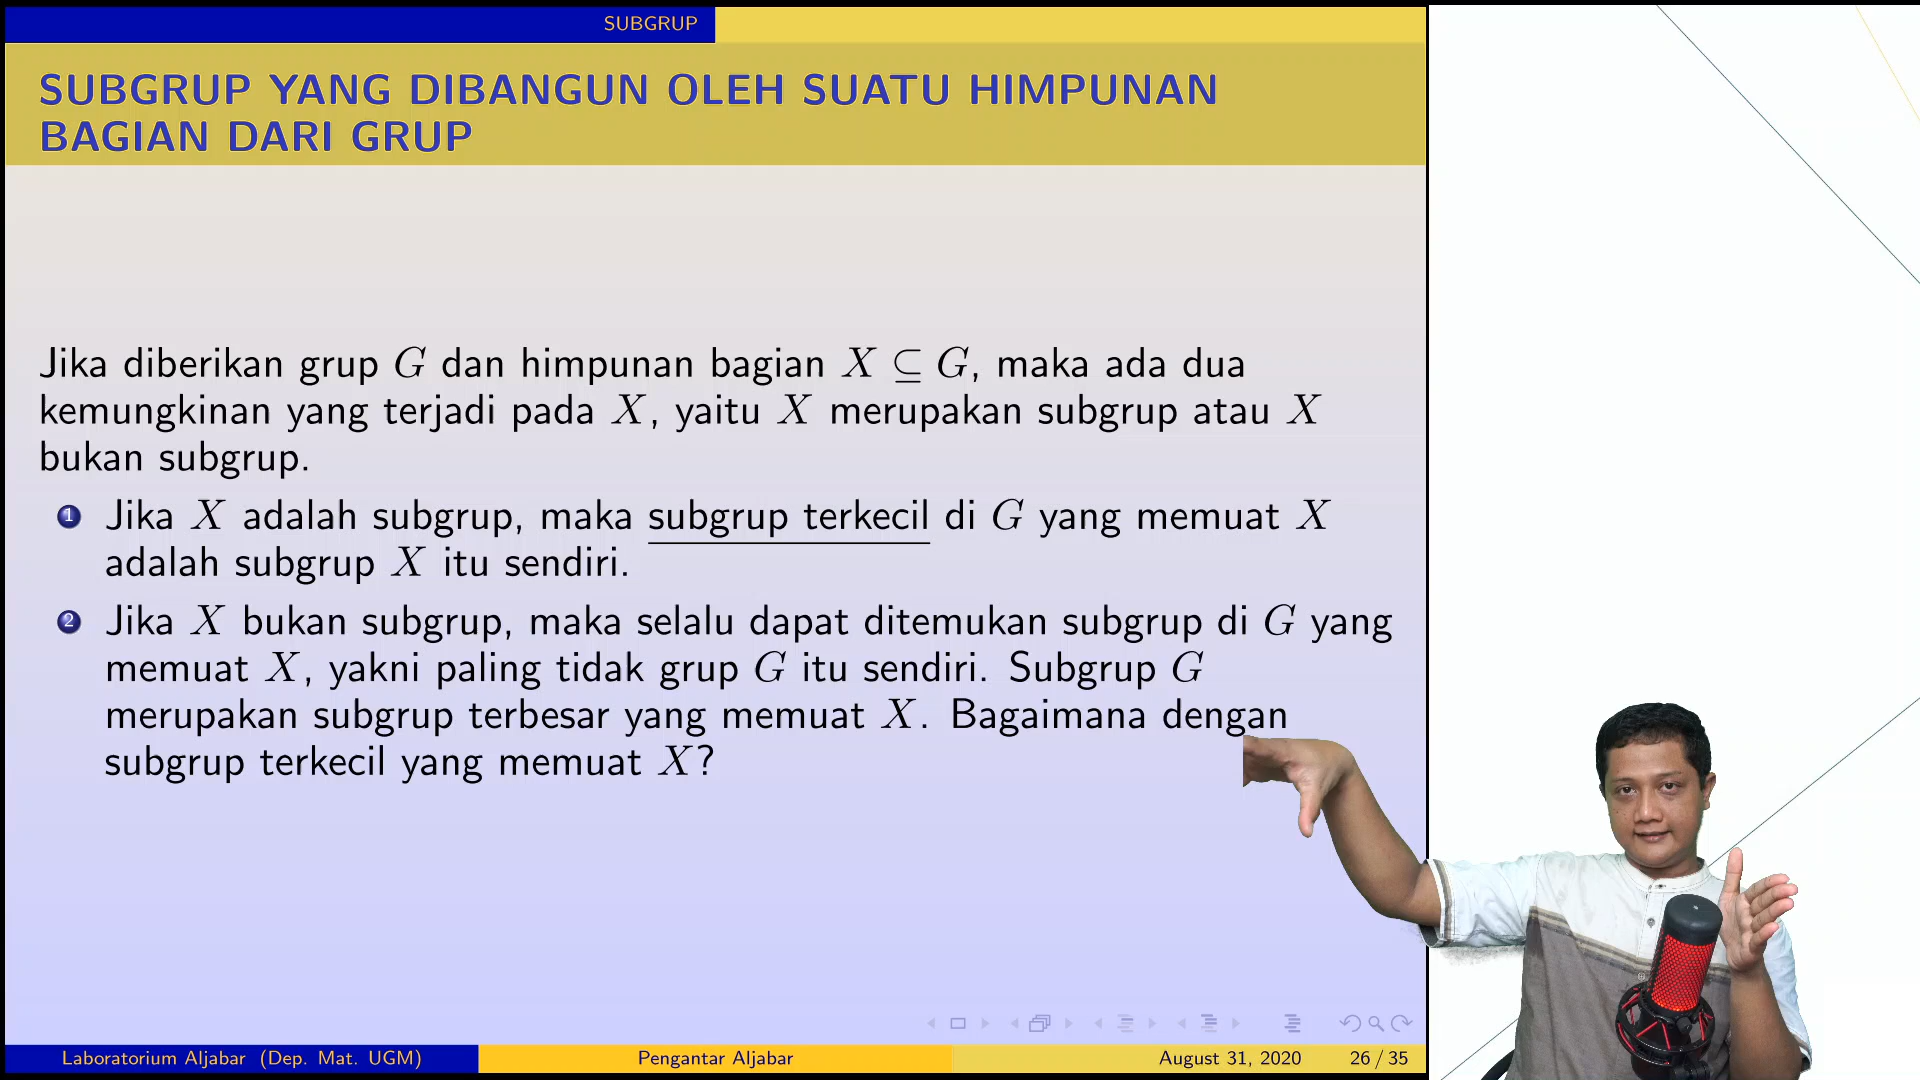 SUBGRUP
SUBGRUP YANG DIBANGUN OLEH SUATU HIMPUNAN
BAGIAN DARI GRUP
Jika diberikan grup G dan himpunan bagian X ⊆ G, maka ada dua
kemungkinan yang terjadi pada X, yaitu X merupakan subgrup atau X
bukan subgrup.
1 Jika X adalah subgrup, maka subgrup terkecil di G yang memuat X
adalah subgrup X itu sendiri.
2 Jika X bukan subgrup, maka selalu dapat ditemukan subgrup di G yang
memuat X, yakni paling tidak grup G itu sendiri. Subgrup G
merupakan subgrup terbesar yang memuat X. Bagaimana dengan
subgrup terkecil yang memuat X?
Laboratorium Aljabar (Dep. Mat. UGM) Pengantar Aljabar August 31, 2020 26 / 35